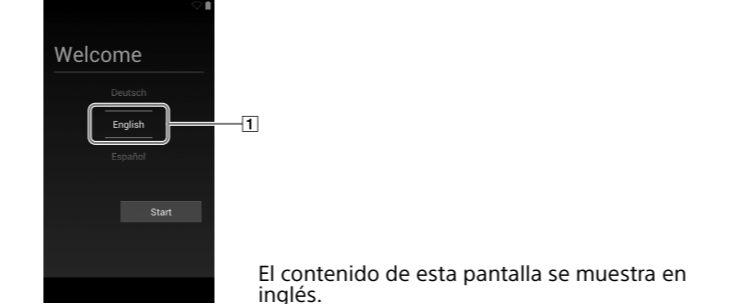 Welcome
Deutsch
English
1
Español
Start
El contenido de esta pantalla se muestra en
inglés.